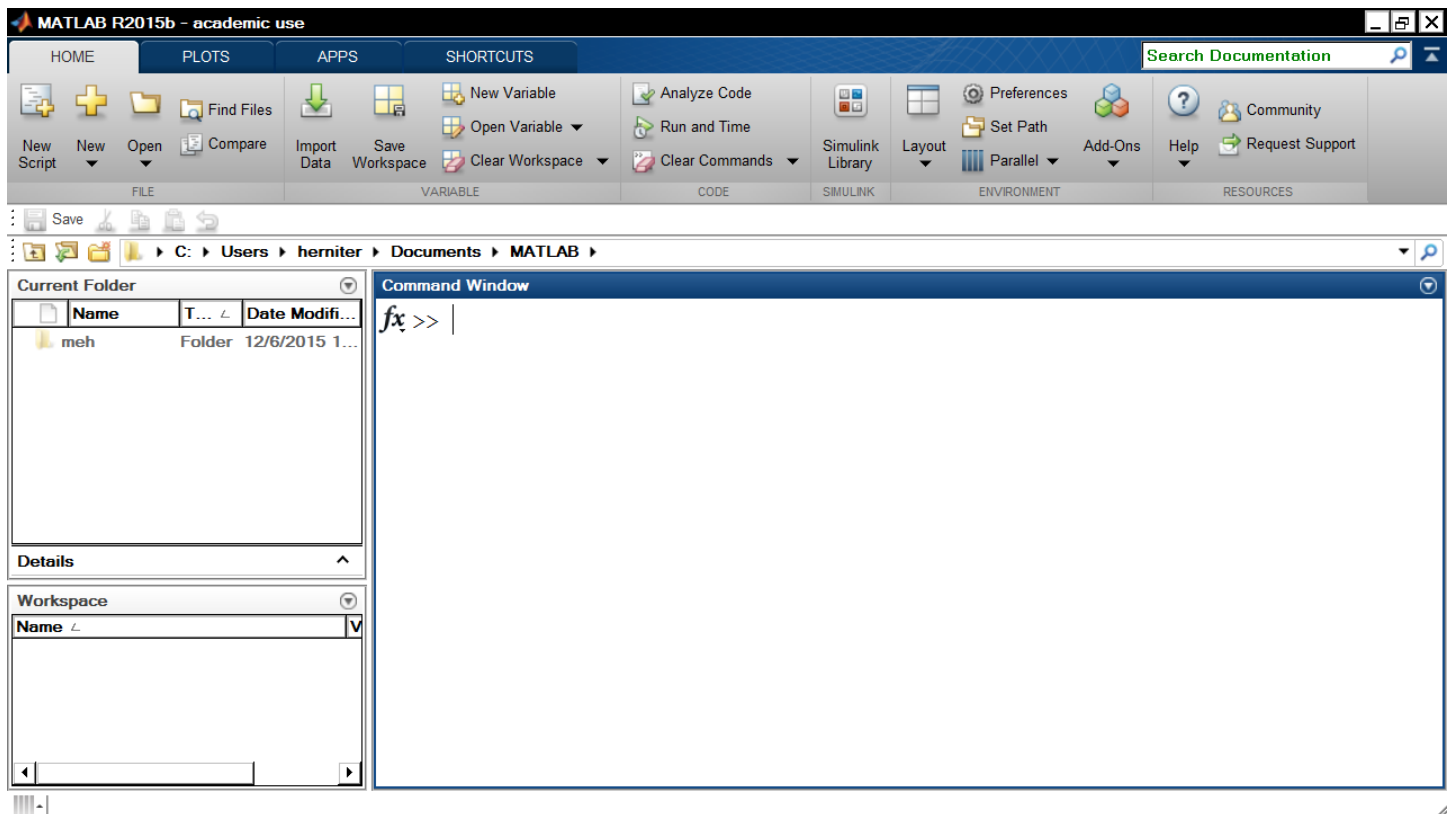 MATLAB R2015b - academic use
HOME PLOTS APPS SHORTCUTS Search Documentation
New Script
New
Open
Find Files
Compare
FILE
Import Data
Save Workspace
New Variable
Open Variable
Clear Workspace
VARIABLE
Analyze Code
Run and Time
Clear Commands
CODE
Simulink Library
SIMULINK
Layout
Preferences
Set Path
Parallel
Add-Ons
ENVIRONMENT
Help
Community
Request Support
RESOURCES
Save
C: Users herniter Documents MATLAB
Current Folder
Name T... Date Modifi...
meh Folder 12/6/2015 1...
Details
Workspace
Name V
Command Window
fx >>